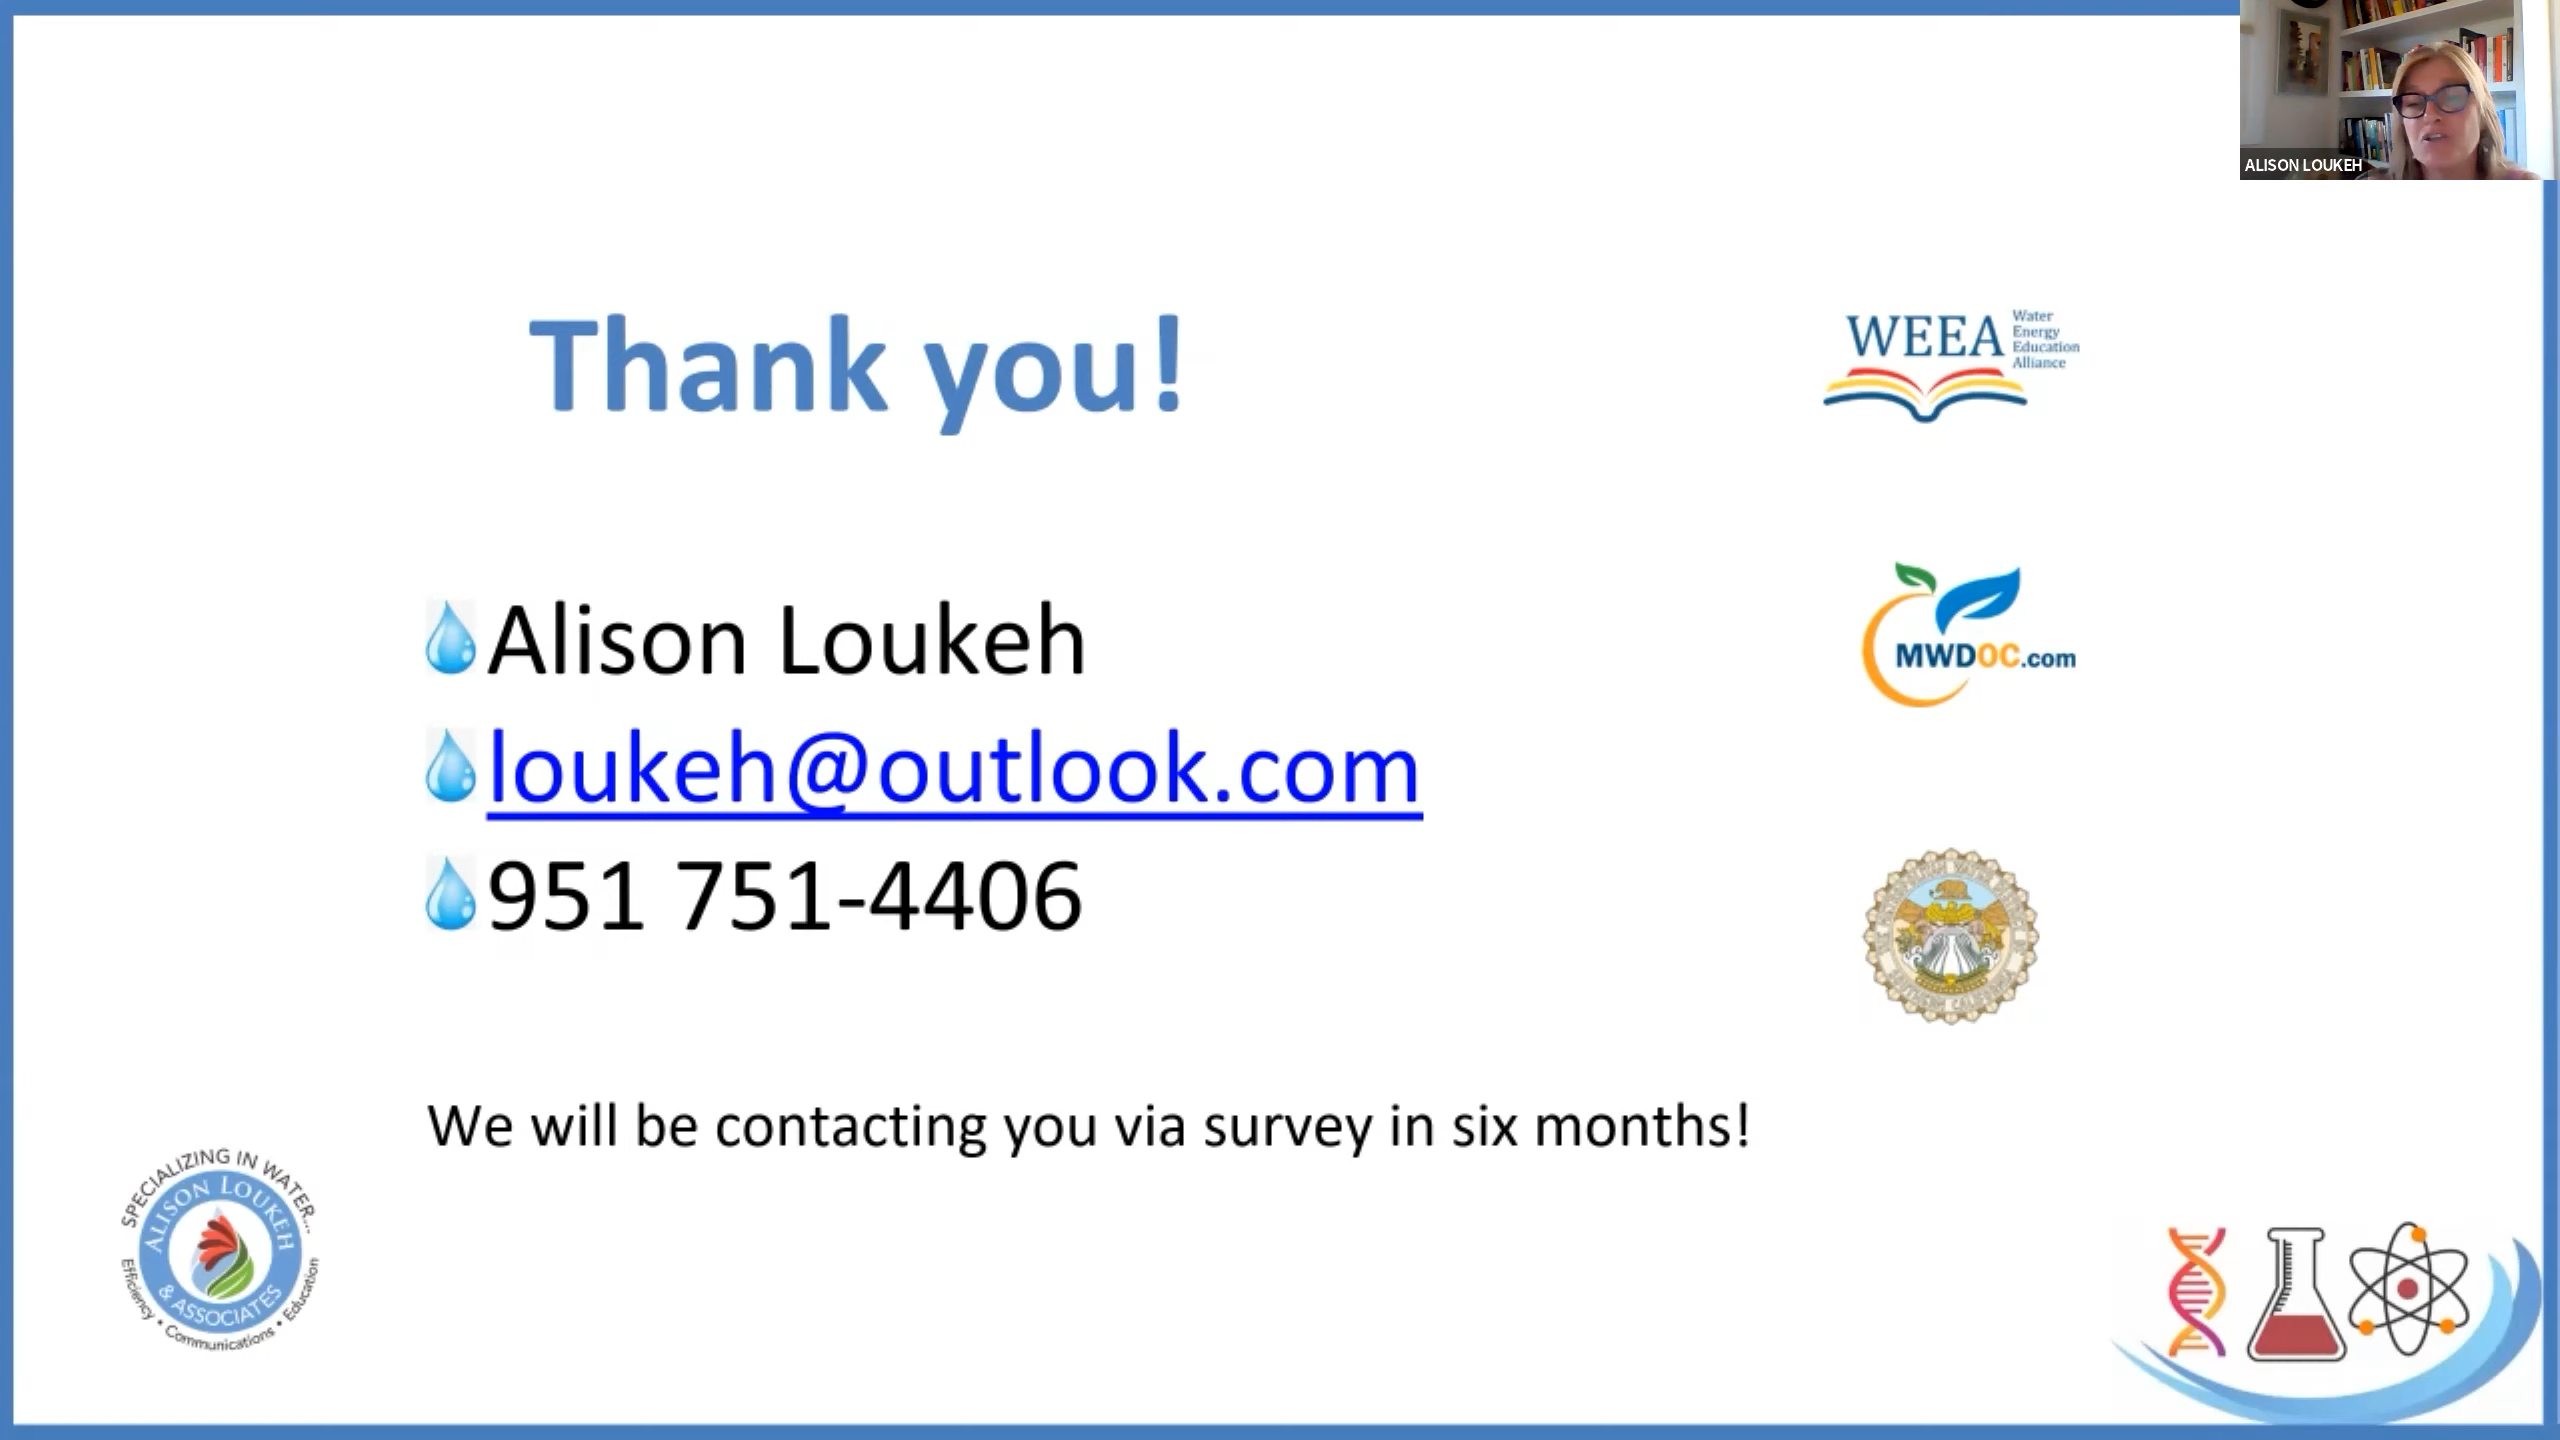 ALISON LOUKEH
Thank you!
WEEA
Water
Energy
Education
Alliance
Alison Loukeh
MWDOC.com
loukeh@outlook.com
951 751-4406
SOUTHERN CALIFORNIA
We will be contacting you via survey in six months!
SPECIALIZING IN WATER...
ALISON LOUKEH
& ASSOCIATES
Efficiency • Communications • Education